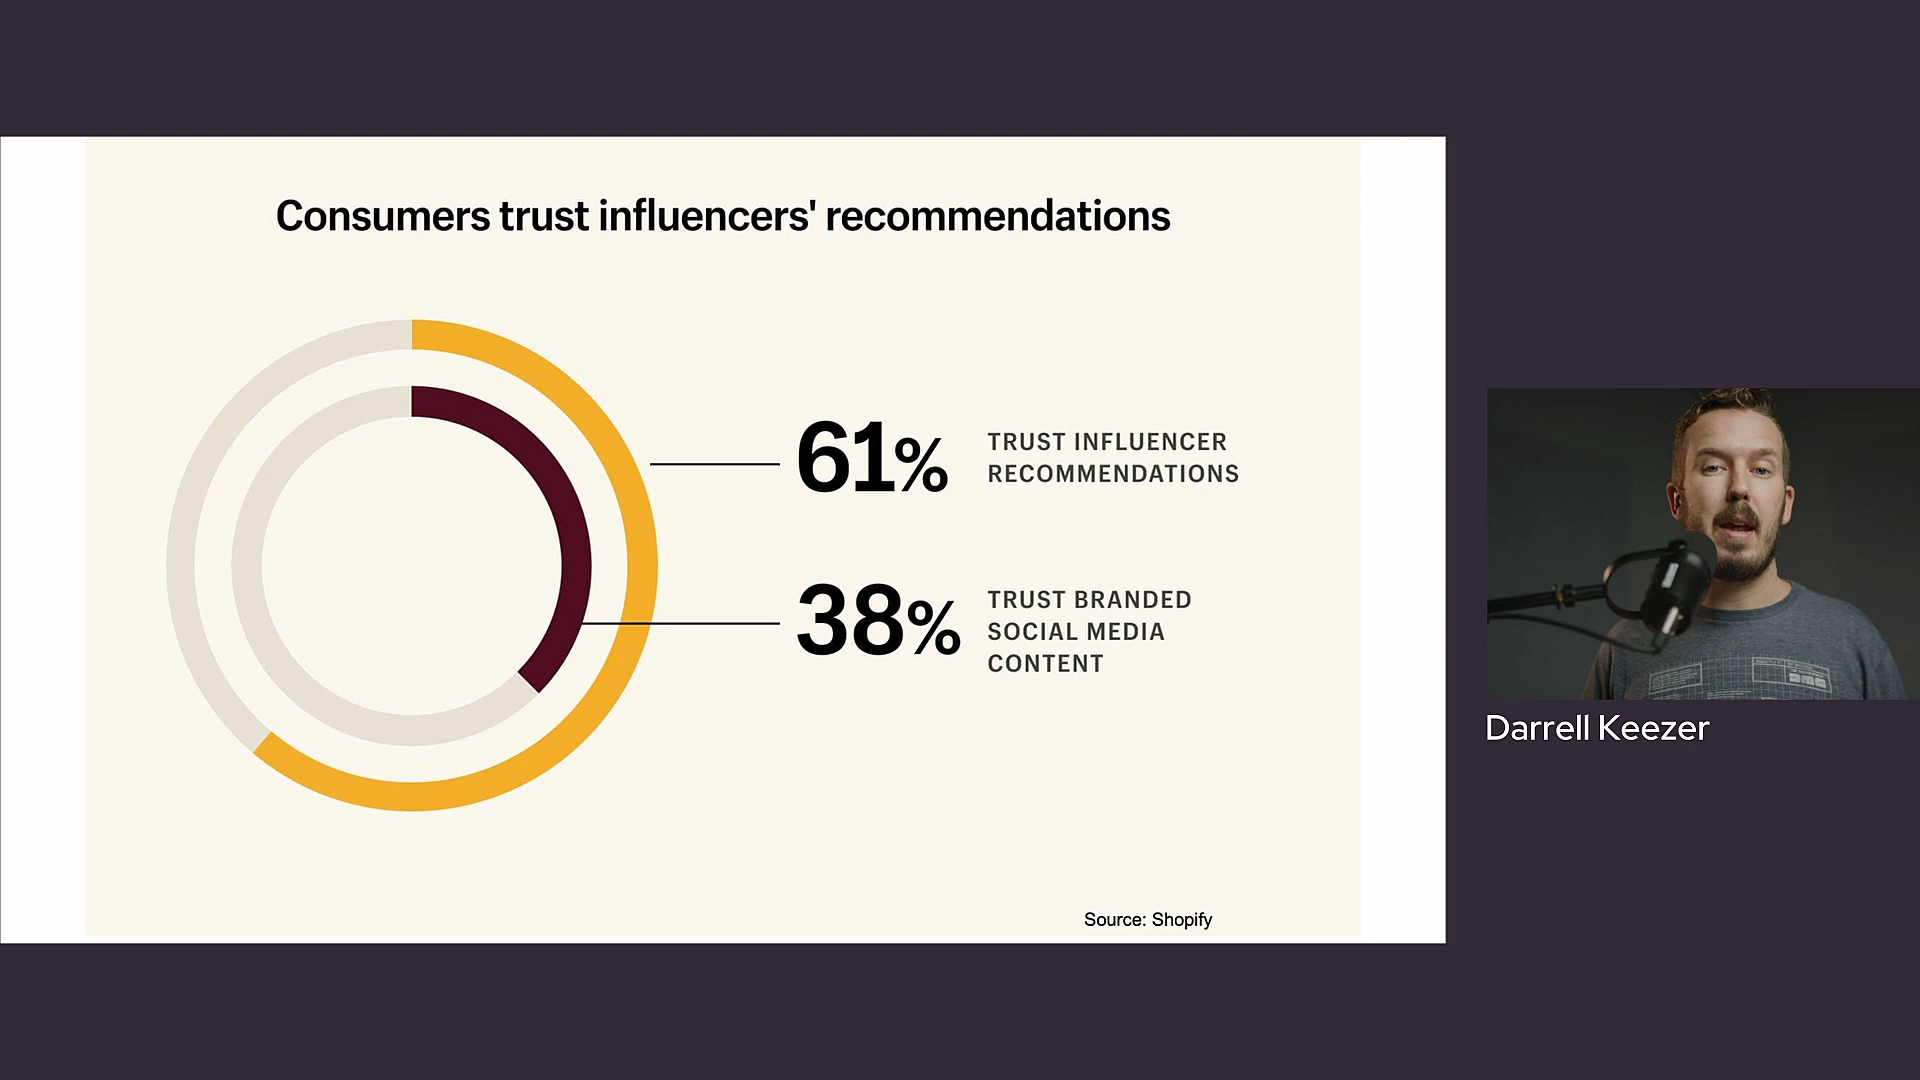 Consumers trust influencers' recommendations
61%
TRUST INFLUENCER
RECOMMENDATIONS
38%
TRUST BRANDED
SOCIAL MEDIA
CONTENT
Source: Shopify
Darrell Keezer